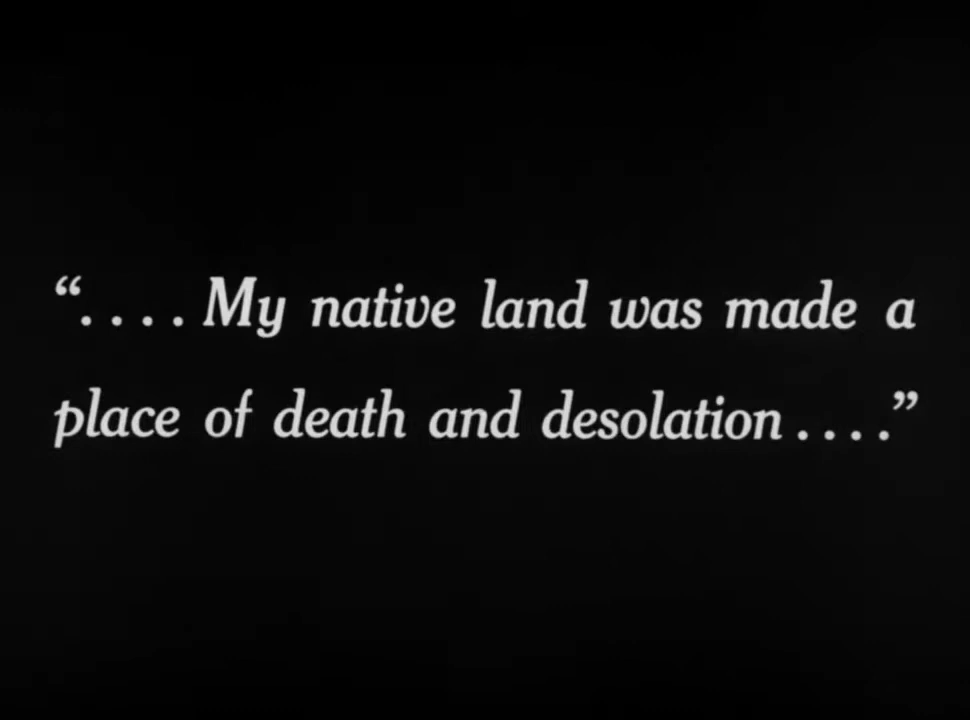 “. . . . My native land was made a
place of death and desolation . . . .”